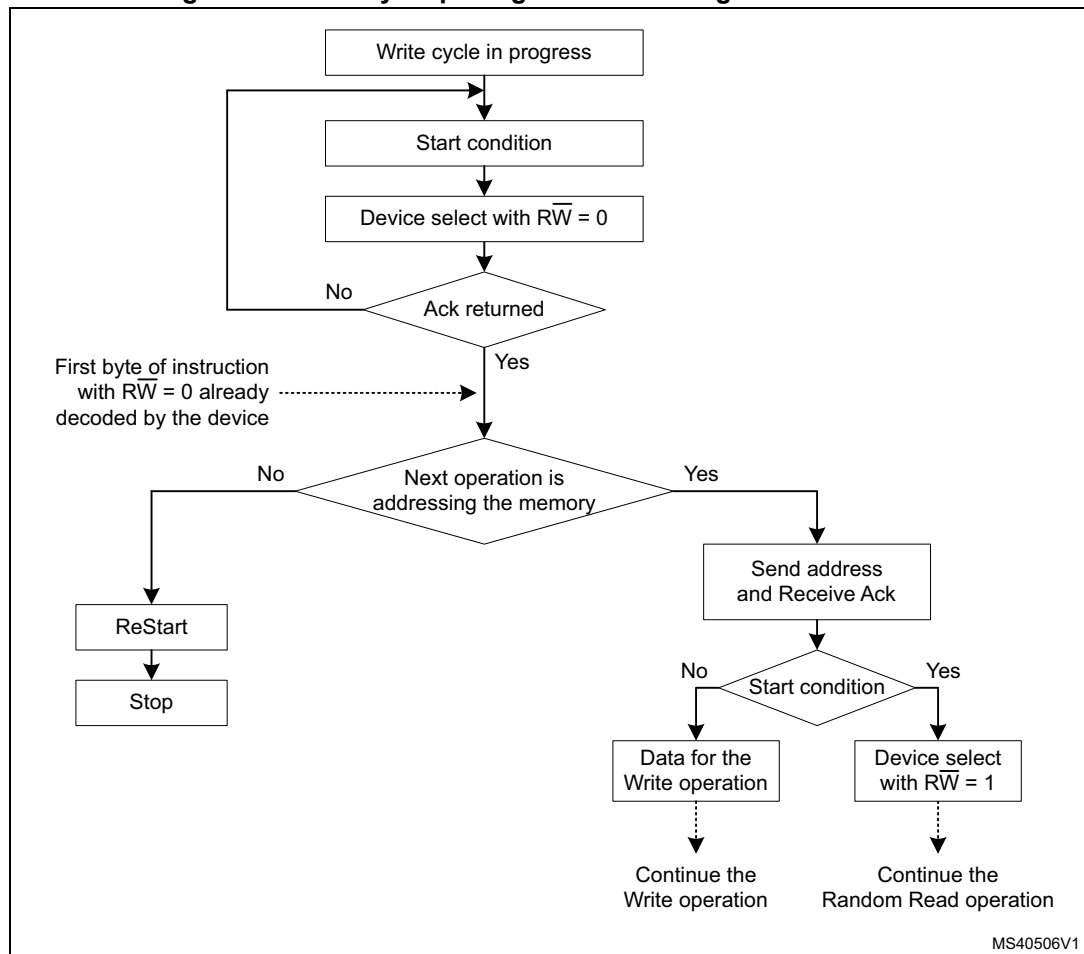 Write cycle in progress
Start condition
Device select with RW̅ = 0
No
Ack returned
Yes
First byte of instruction
with RW̅ = 0 already
decoded by the device
No
Next operation is
addressing the memory
Yes
Send address
and Receive Ack
ReStart
No
Start condition
Yes
Stop
Data for the
Write operation
Device select
with RW̅ = 1
Continue the
Write operation
Continue the
Random Read operation
MS40506V1